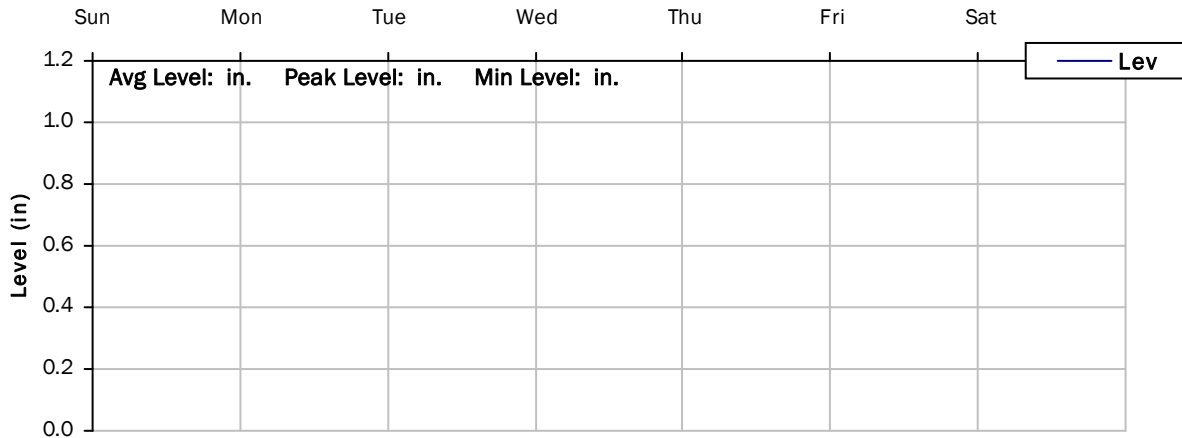 Sun Mon Tue Wed Thu Fri Sat
Lev
Avg Level: in. Peak Level: in. Min Level: in.
1.2
1.0
0.8
0.6
0.4
0.2
0.0
Level (in)